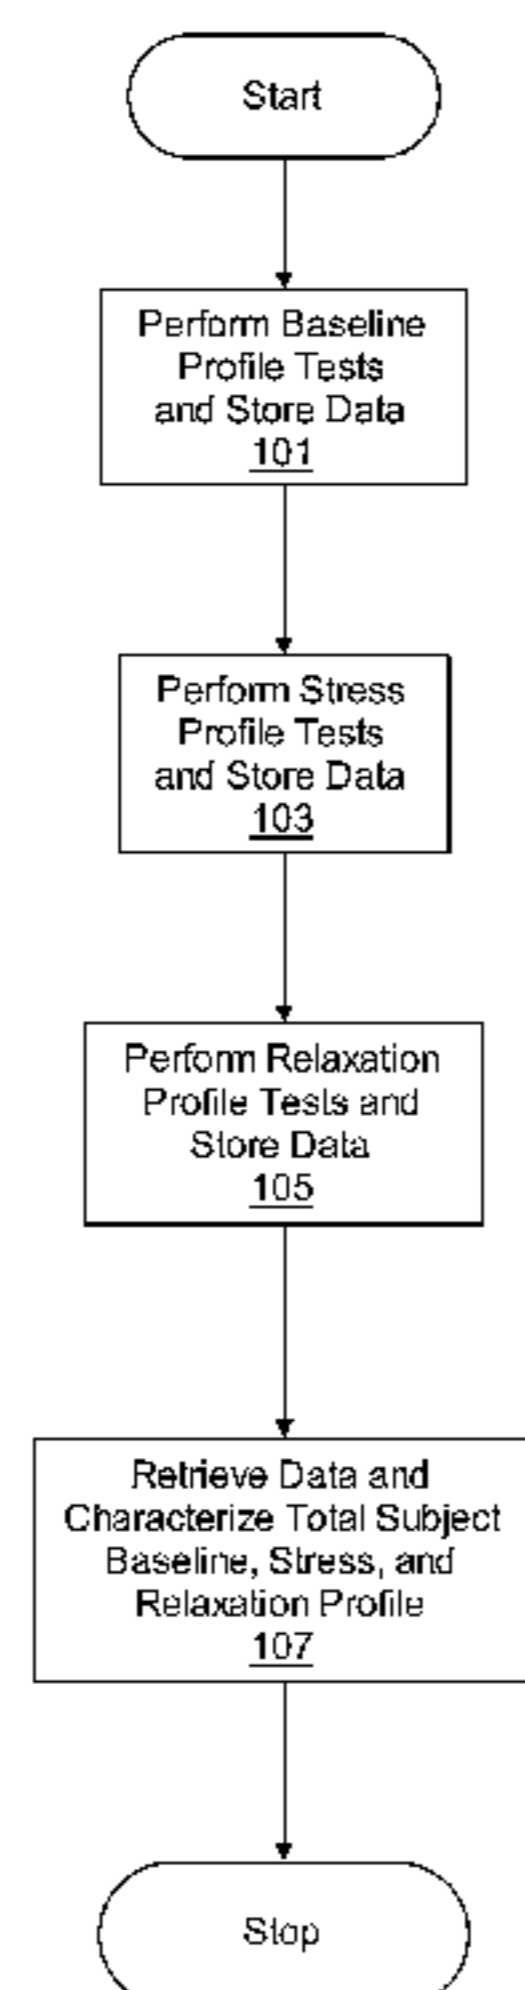 Start
Perform Baseline
Profile Tests
and Store Data
101
Perform Stress
Profile Tests
and Store Data
103
Perform Relaxation
Profile Tests and
Store Data
105
Retrieve Data and
Characterize Total Subject
Baseline, Stress, and
Relaxation Profile
107
Stop